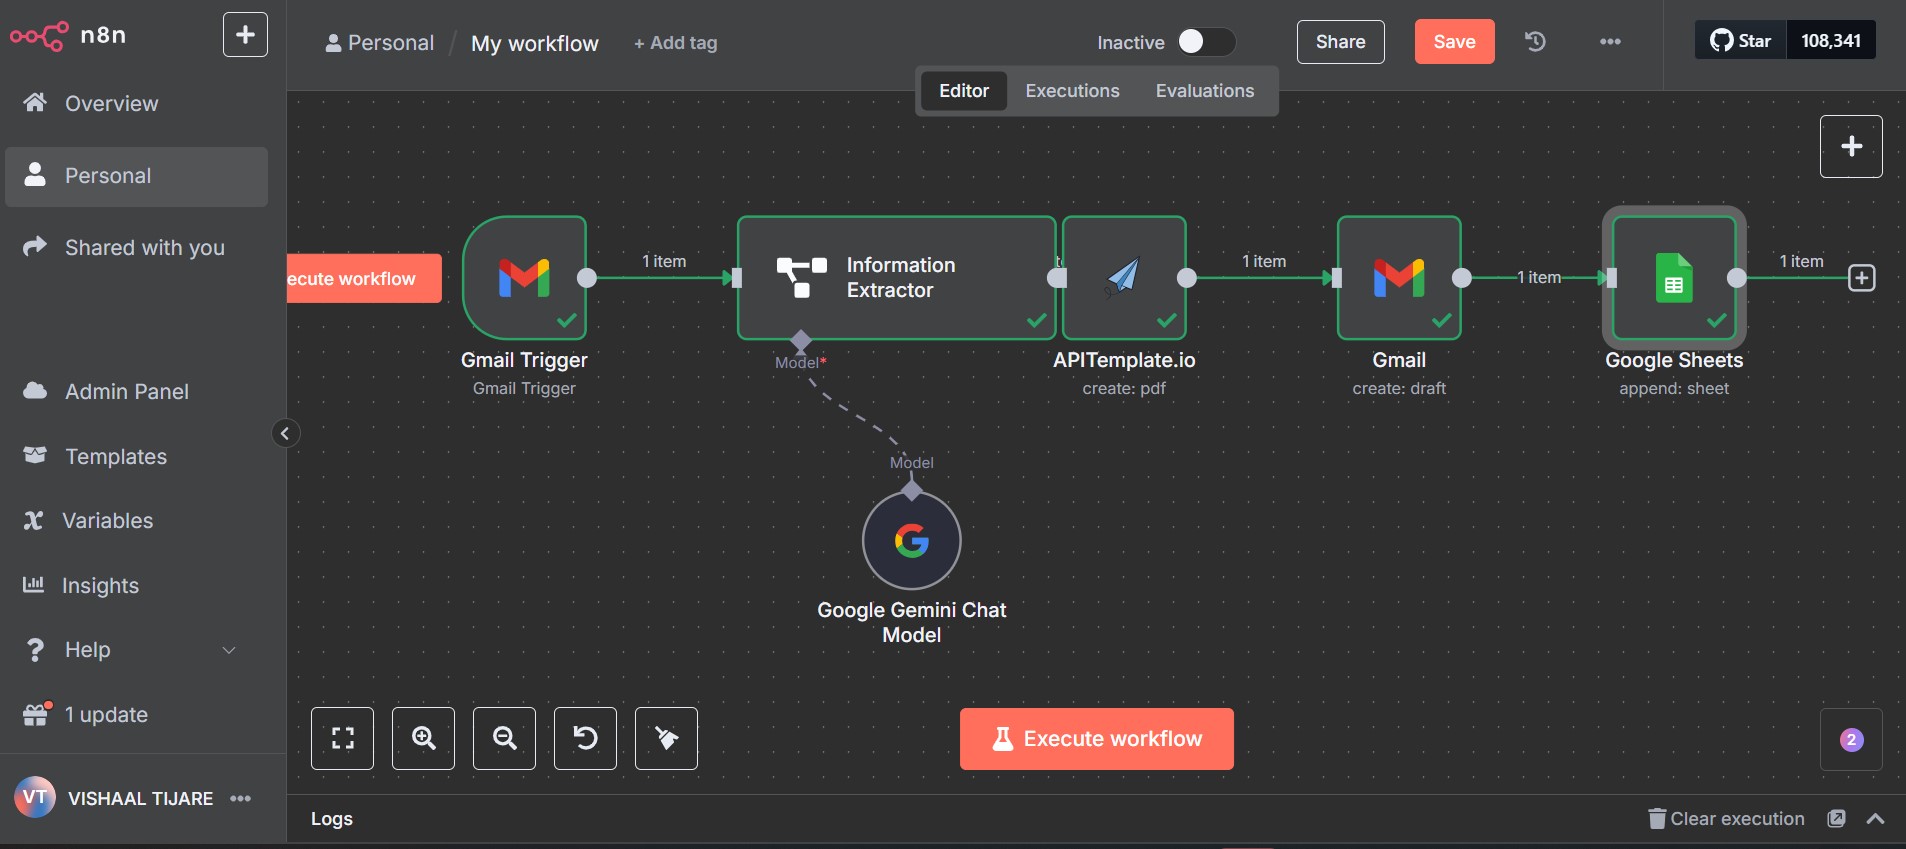 n8n
Overview
Personal
Shared with you
Admin Panel
Templates
Variables
Insights
Help
1 update
VT
VISHAAL TIJARE
Personal / My workflow + Add tag
Inactive
Share
Save
Star 108,341
Editor Executions Evaluations
ecute workflow
1 item
Information
Extractor
1 item
1 item
1 item
Gmail Trigger
Gmail Trigger
Model*
APITemplate.io
create: pdf
Gmail
create: draft
Google Sheets
append: sheet
Model
Google Gemini Chat
Model
Execute workflow
2
Logs
Clear execution